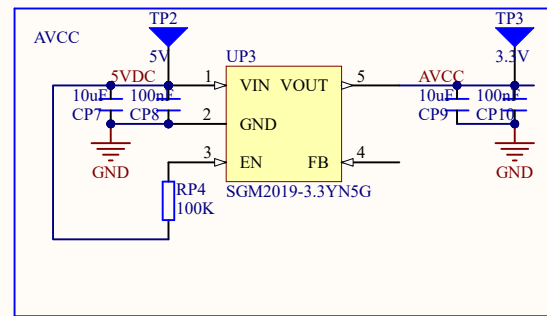 TP2
TP3
AVCC
5V
3.3V
UP3
5VDC
1
VIN
VOUT
5
AVCC
10uF
100nF
10uF
100nF
CP7
CP8
2
GND
CP9
CP10
3
EN
FB
4
GND
GND
RP4
100K
SGM2019-3.3YN5G